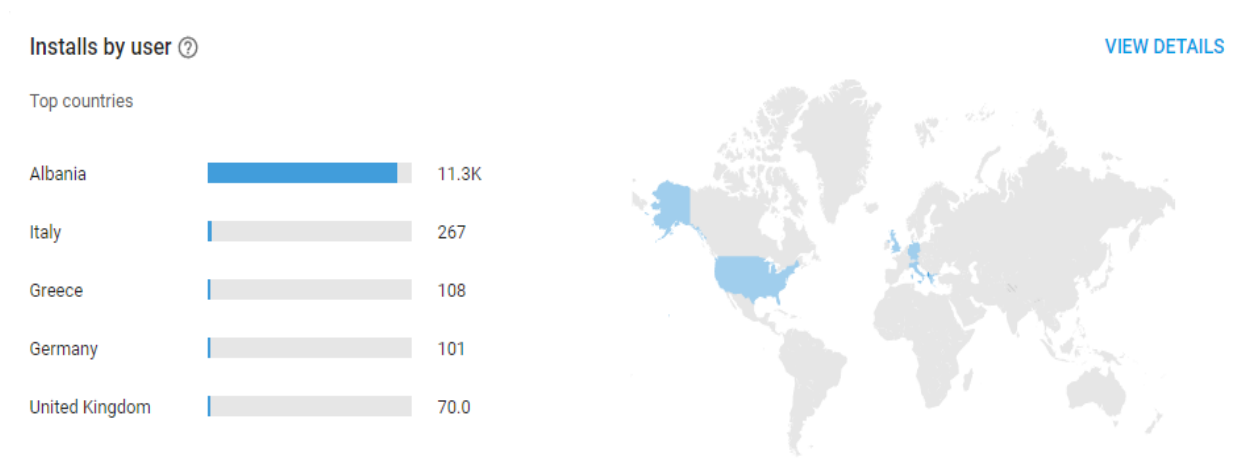 Installs by user
VIEW DETAILS
Top countries
Albania 11.3K
Italy 267
Greece 108
Germany 101
United Kingdom 70.0